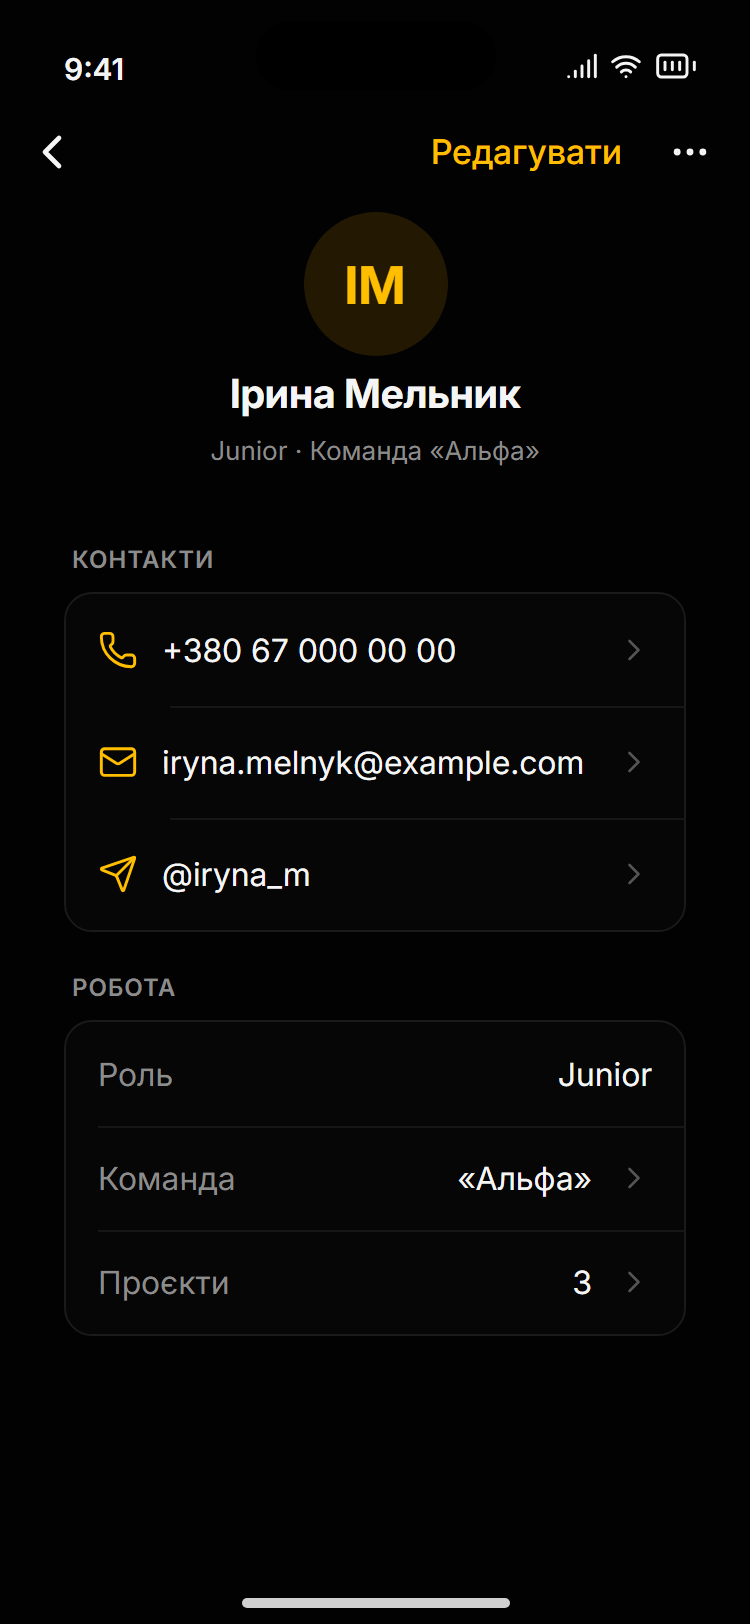 9:41
Редагувати
ІМ
Ірина Мельник
Junior · Команда «Альфа»
КОНТАКТИ
+380 67 000 00 00
iryna.melnyk@example.com
@iryna_m
РОБОТА
Роль Junior
Команда «Альфа»
Проєкти 3